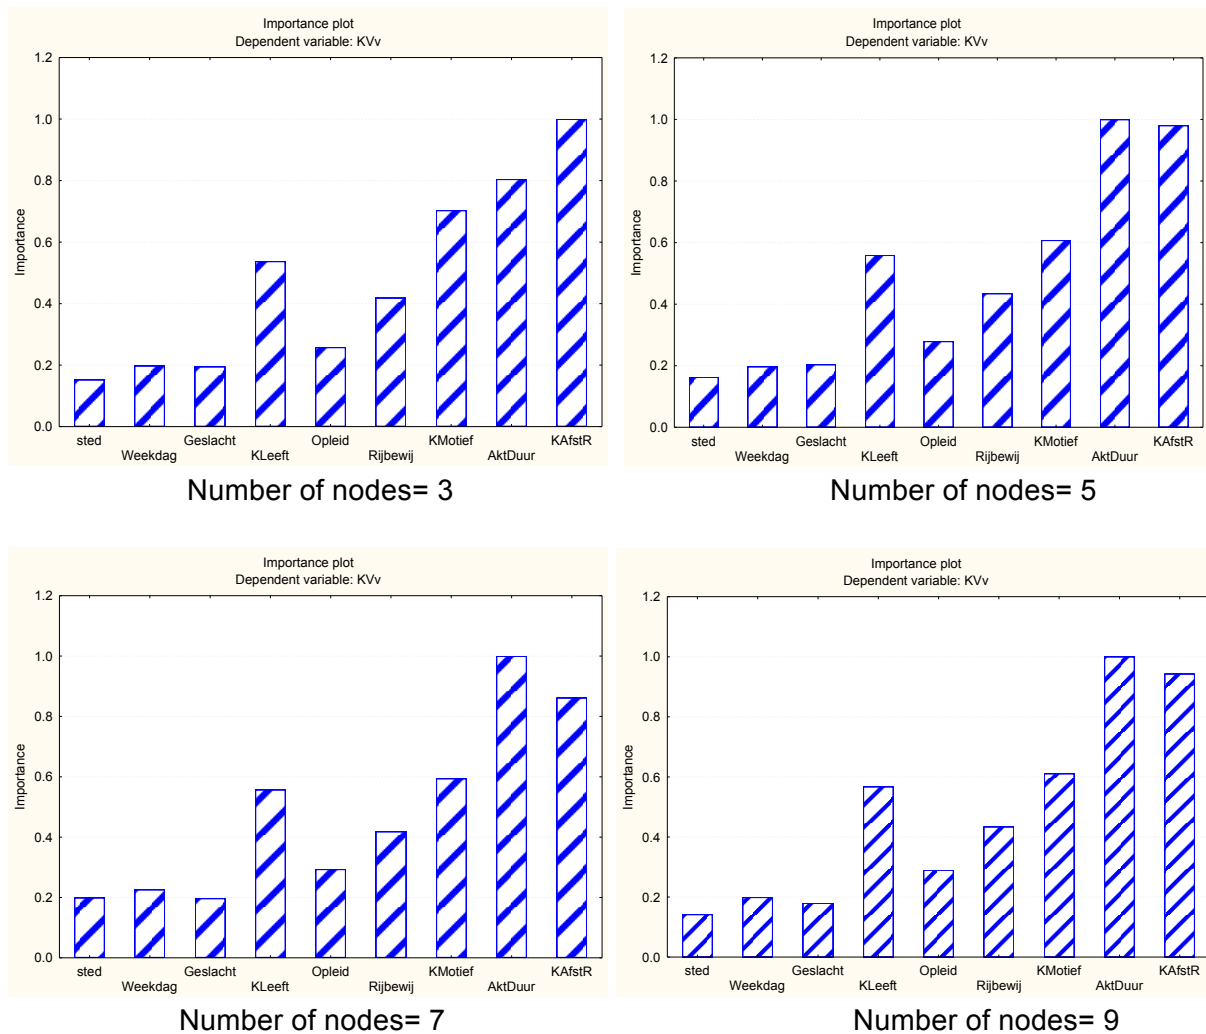 Importance plot
Dependent variable: KVv
1.2
1.0
0.8
0.6
0.4
0.2
0.0
Importance
sted Geslacht Opleid KMotief KAfstR
Weekdag KLeeft Rijbewij AktDuur
Number of nodes= 3
Importance plot
Dependent variable: KVv
1.2
1.0
0.8
0.6
0.4
0.2
0.0
Importance
sted Geslacht Opleid KMotief KAfstR
Weekdag KLeeft Rijbewij AktDuur
Number of nodes= 5
Importance plot
Dependent variable: KVv
1.2
1.0
0.8
0.6
0.4
0.2
0.0
Importance
sted Geslacht Opleid KMotief KAfstR
Weekdag KLeeft Rijbewij AktDuur
Number of nodes= 7
Importance plot
Dependent variable: KVv
1.2
1.0
0.8
0.6
0.4
0.2
0.0
Importance
sted Geslacht Opleid KMotief KAfstR
Weekdag KLeeft Rijbewij AktDuur
Number of nodes= 9